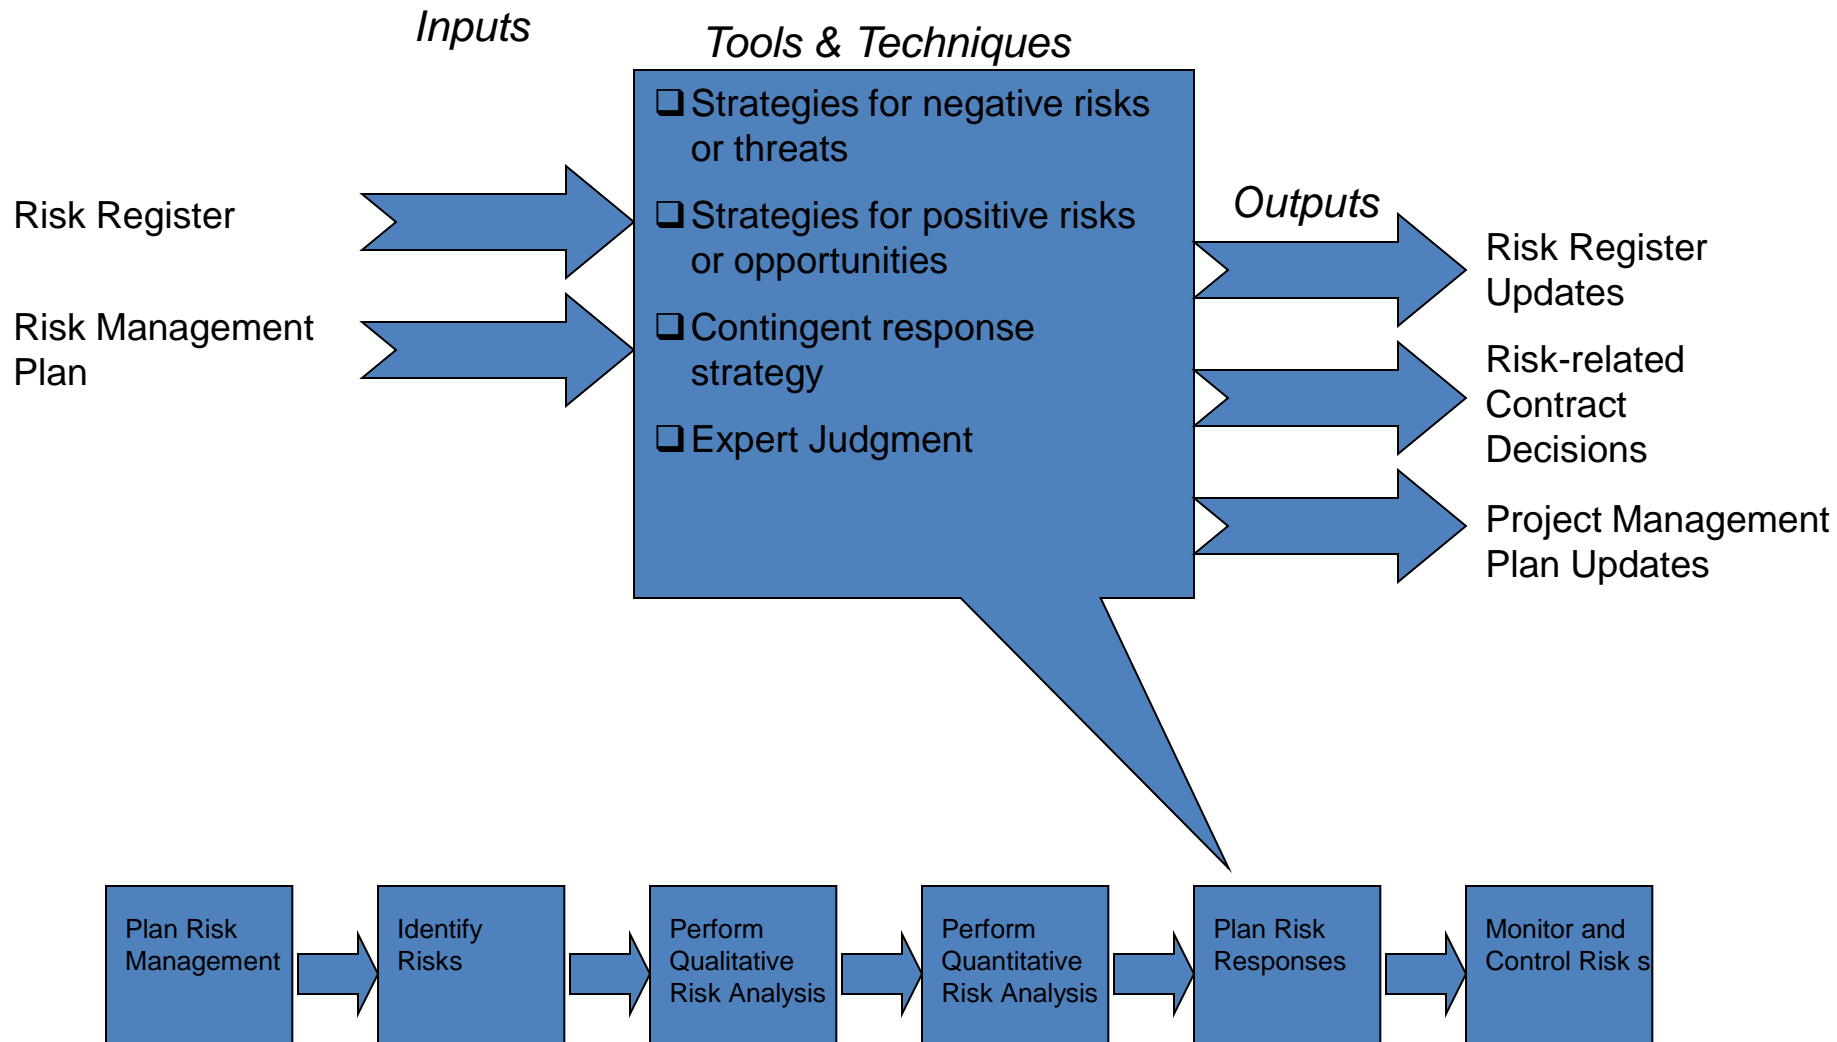 Inputs
Tools & Techniques
Strategies for negative risks
or threats
Strategies for positive risks
or opportunities
Contingent response
strategy
Expert Judgment
Risk Register
Risk Management
Plan
Outputs
Risk Register
Updates
Risk-related
Contract
Decisions
Project Management
Plan Updates
Plan Risk
Management
Identify
Risks
Perform
Qualitative
Risk Analysis
Perform
Quantitative
Risk Analysis
Plan Risk
Responses
Monitor and
Control Risk s